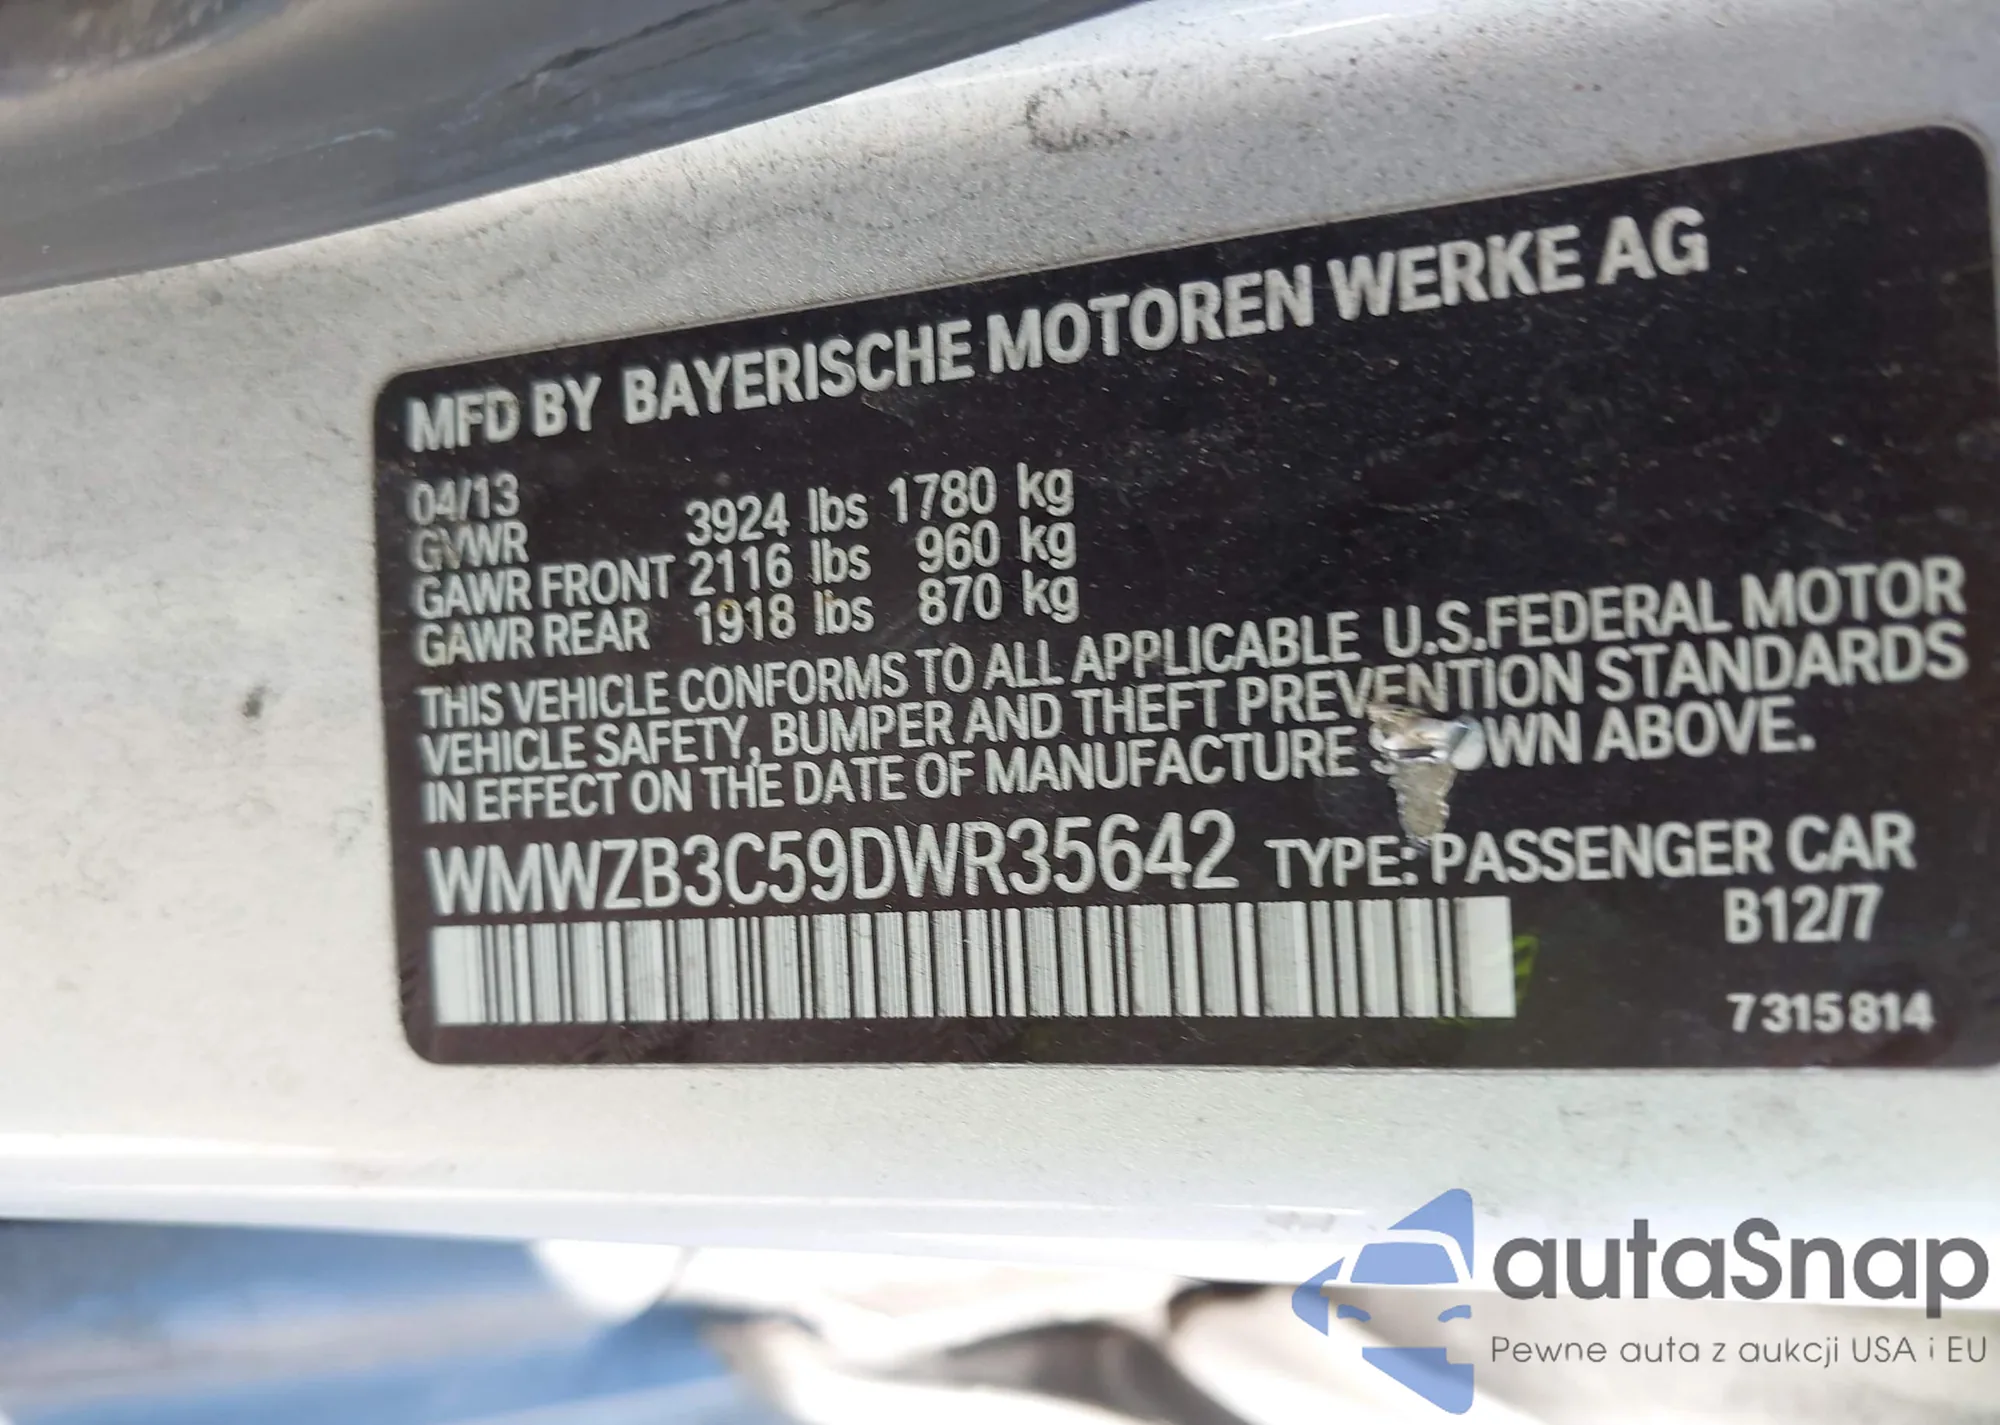 MFD BY BAYERISCHE MOTOREN WERKE AG
04/13
GVWR 3924 lbs 1780 kg
GAWR FRONT 2116 lbs 960 kg
GAWR REAR 1918 lbs 870 kg
THIS VEHICLE CONFORMS TO ALL APPLICABLE U.S.FEDERAL MOTOR
VEHICLE SAFETY, BUMPER AND THEFT PREVENTION STANDARDS
IN EFFECT ON THE DATE OF MANUFACTURE SHOWN ABOVE.
WMWZB3C59DWR35642 TYPE: PASSENGER CAR
B12/7
7 315 814
autaSnap
Pewne auta z aukcji USA i EU